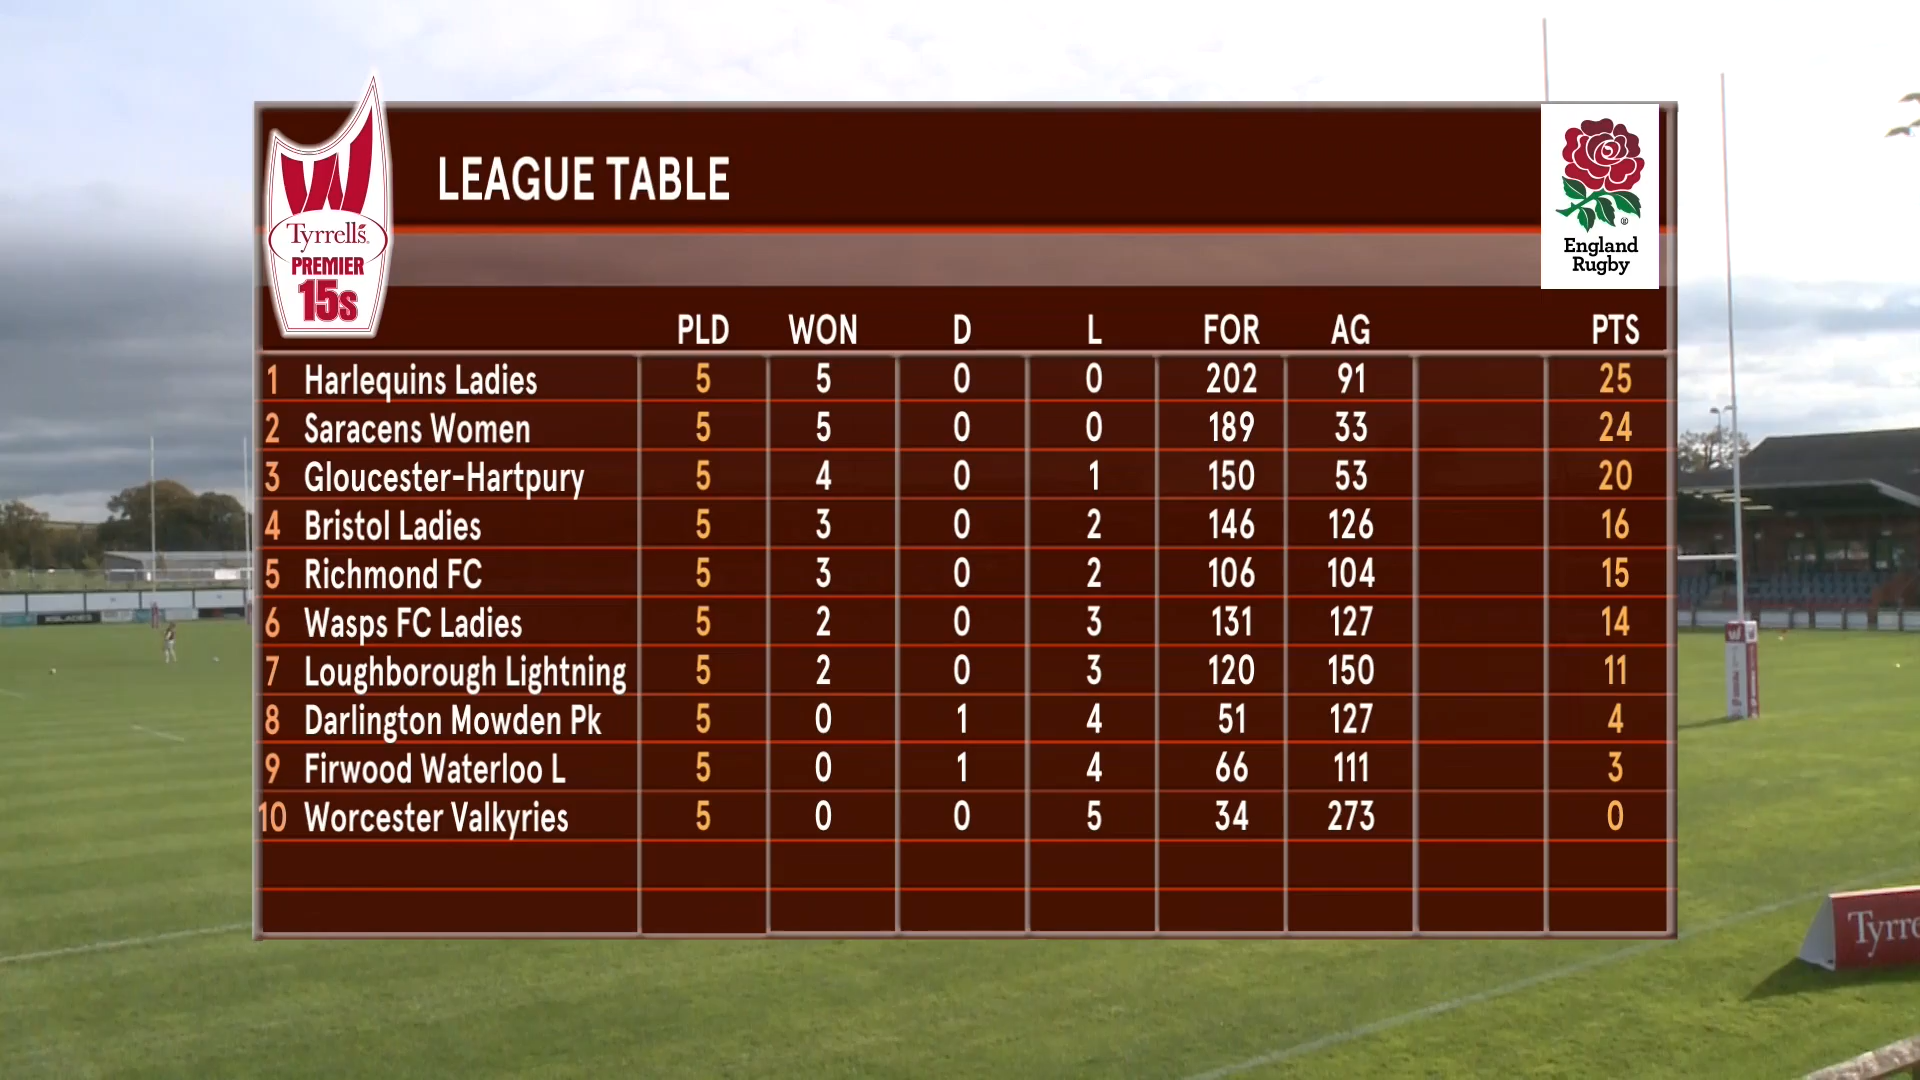 LEAGUE TABLE
Tyrrell's
PREMIER
15s
England
Rugby
PLD WON D L FOR AG PTS
1 Harlequins Ladies 5 5 0 0 202 91 25
2 Saracens Women 5 5 0 0 189 33 24
3 Gloucester-Hartpury 5 4 0 1 150 53 20
4 Bristol Ladies 5 3 0 2 146 126 16
5 Richmond FC 5 3 0 2 106 104 15
6 Wasps FC Ladies 5 2 0 3 131 127 14
7 Loughborough Lightning 5 2 0 3 120 150 11
8 Darlington Mowden Pk 5 0 1 4 51 127 4
9 Firwood Waterloo L 5 0 1 4 66 111 3
10 Worcester Valkyries 5 0 0 5 34 273 0
Tyrre